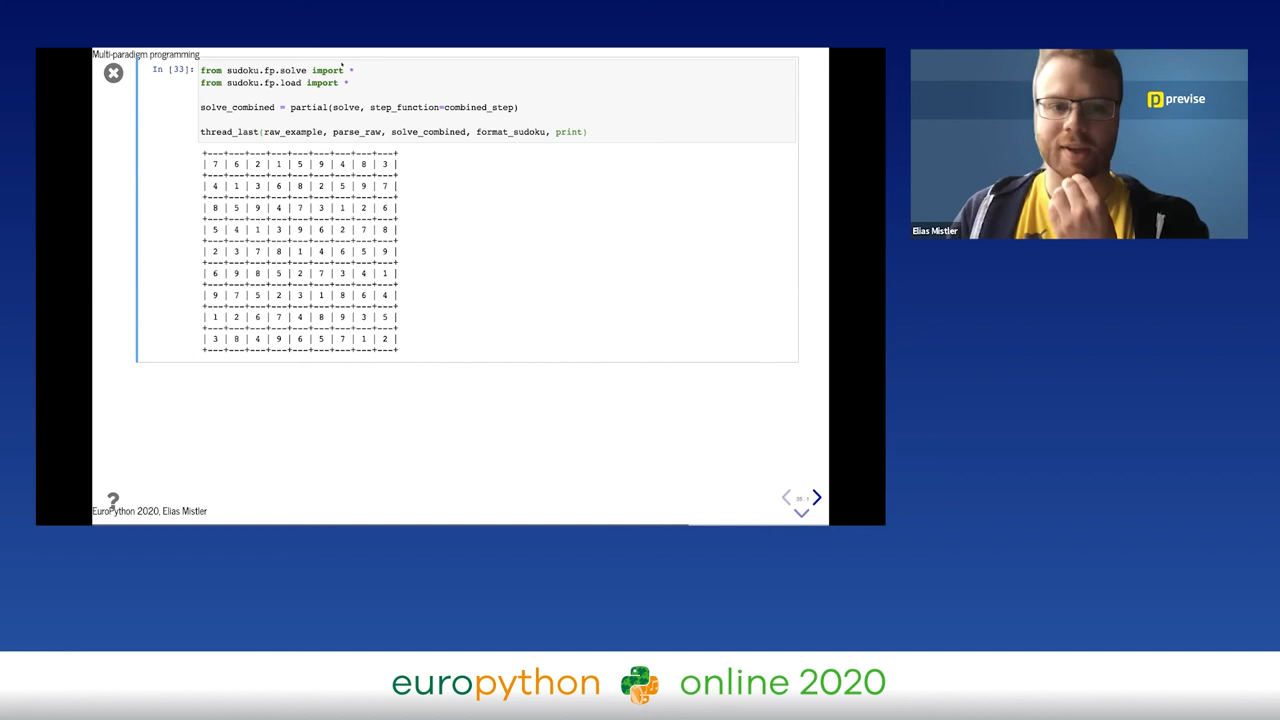 Multi-paradigm programming
In [33]: from sudoku.fp.solve import *
from sudoku.fp.load import *
solve_combined = partial(solve, step_function=combined_step)
thread_last(raw_example, parse_raw, solve_combined, format_sudoku, print)
+---+---+---+---+---+---+---+---+---+
| 7 | 6 | 2 | 1 | 5 | 9 | 4 | 8 | 3 |
+---+---+---+---+---+---+---+---+---+
| 4 | 1 | 3 | 6 | 8 | 2 | 5 | 9 | 7 |
+---+---+---+---+---+---+---+---+---+
| 8 | 5 | 9 | 4 | 7 | 3 | 1 | 2 | 6 |
+---+---+---+---+---+---+---+---+---+
| 5 | 4 | 1 | 3 | 9 | 6 | 2 | 7 | 8 |
+---+---+---+---+---+---+---+---+---+
| 2 | 3 | 7 | 8 | 1 | 4 | 6 | 5 | 9 |
+---+---+---+---+---+---+---+---+---+
| 6 | 9 | 8 | 5 | 2 | 7 | 3 | 4 | 1 |
+---+---+---+---+---+---+---+---+---+
| 9 | 7 | 5 | 2 | 3 | 1 | 8 | 6 | 4 |
+---+---+---+---+---+---+---+---+---+
| 1 | 2 | 6 | 7 | 4 | 8 | 9 | 3 | 5 |
+---+---+---+---+---+---+---+---+---+
| 3 | 8 | 4 | 9 | 6 | 5 | 7 | 1 | 2 |
+---+---+---+---+---+---+---+---+---+
?
35.1
EuroPython 2020, Elias Mistler
previse
Elias Mistler
europython online 2020